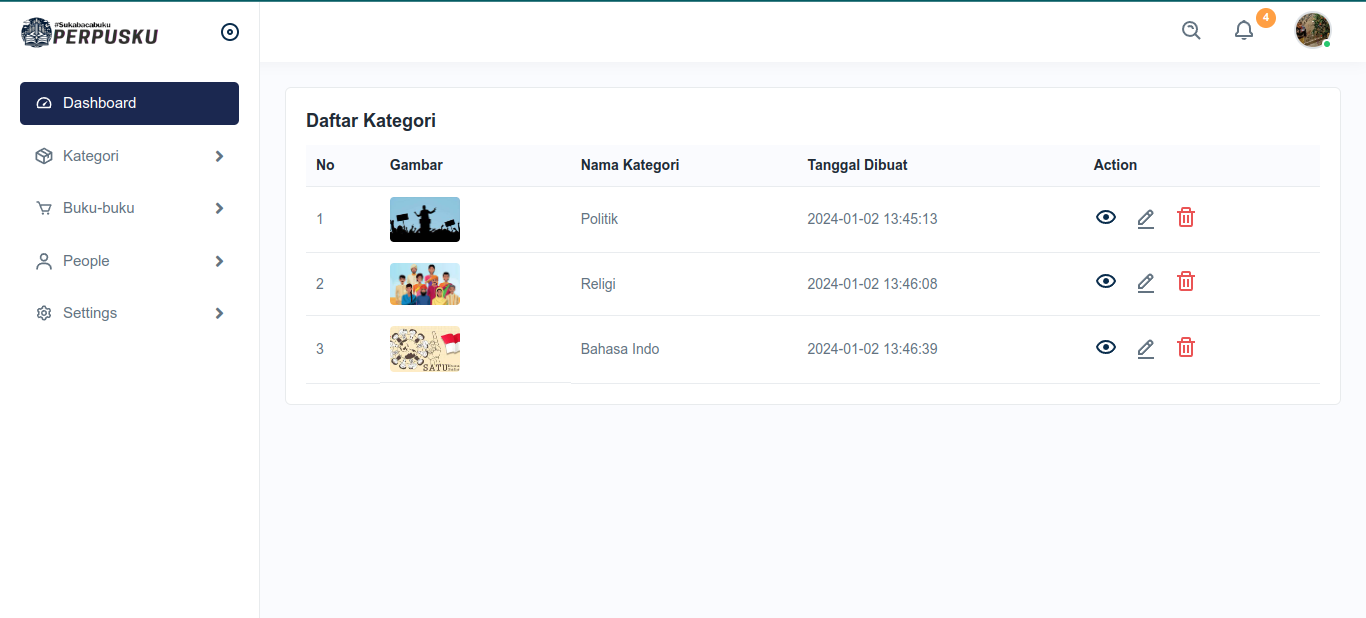 #Sukabacabuku
PERPUSKU
4
Dashboard
Kategori
Buku-buku
People
Settings
Daftar Kategori
No Gambar Nama Kategori Tanggal Dibuat Action
1 Politik 2024-01-02 13:45:13
2 Religi 2024-01-02 13:46:08
3 SATU Bahasa Indo 2024-01-02 13:46:39